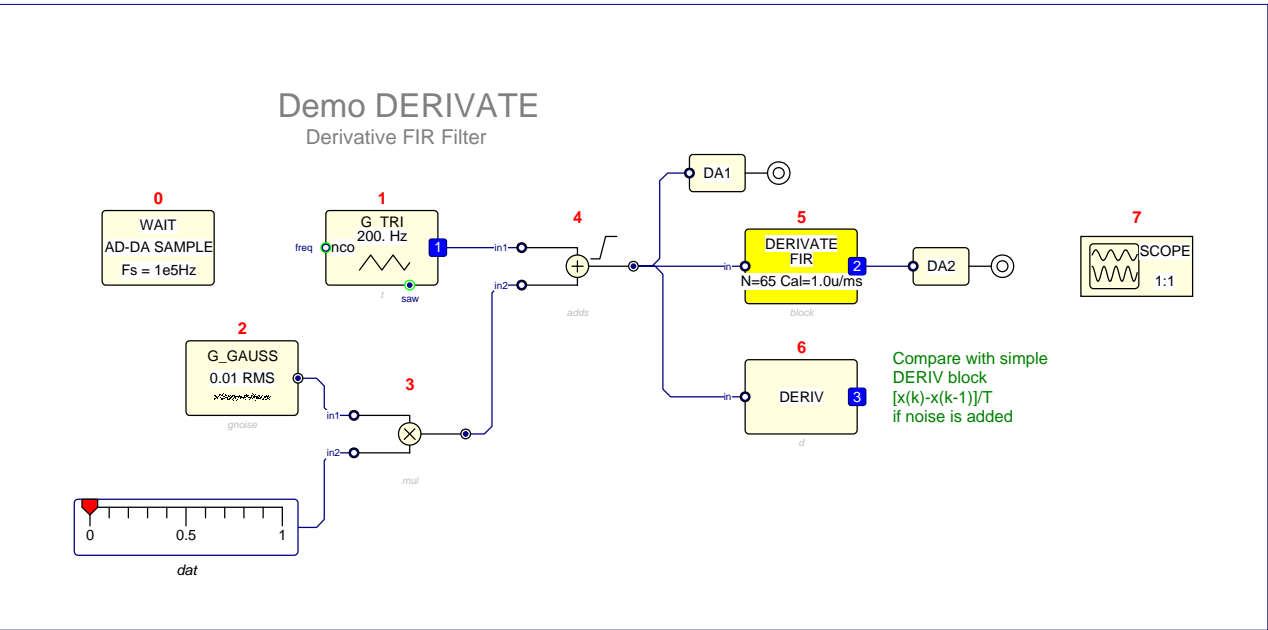 Demo DERIVATE
Derivative FIR Filter
DA1
0
1
4
5
7
WAIT
AD-DA SAMPLE
Fs = 1e5Hz
G_TRI
200. Hz
freq
nco
1
saw
t
in1
in2
adds
in
DERIVATE
FIR
2
N=65 Cal=1.0u/ms
block
DA2
SCOPE
1:1
2
G_GAUSS
0.01 RMS
gnoise
3
in1
in2
mul
6
in
DERIV
3
d
Compare with simple
DERIV block
[x(k)-x(k-1)]/T
if noise is added
0
0.5
1
dat